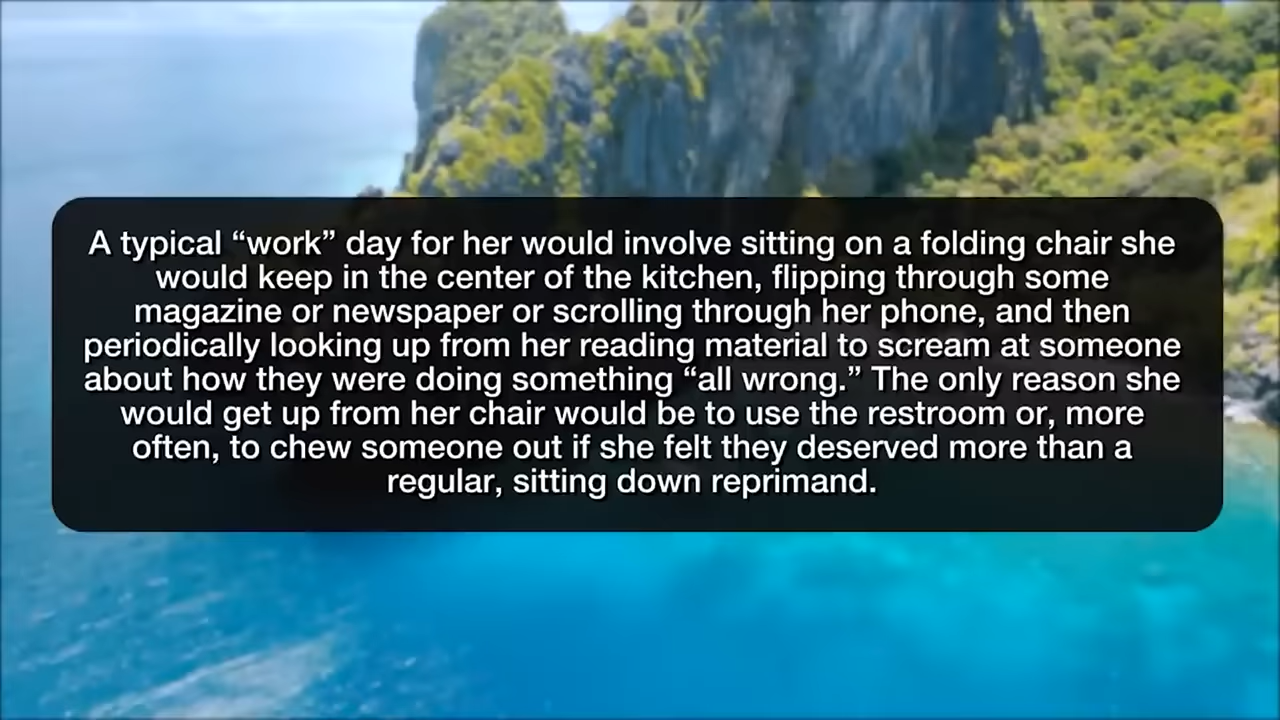 A typical “work” day for her would involve sitting on a folding chair she
would keep in the center of the kitchen, flipping through some
magazine or newspaper or scrolling through her phone, and then
periodically looking up from her reading material to scream at someone
about how they were doing something “all wrong.” The only reason she
would get up from her chair would be to use the restroom or, more
often, to chew someone out if she felt they deserved more than a
regular, sitting down reprimand.